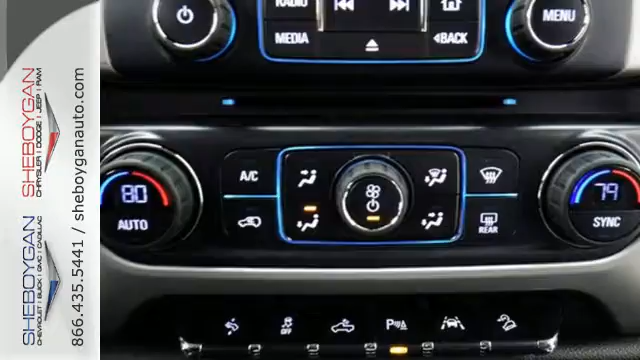 RADIO
MENU
MEDIA
BACK
A/C
80
AUTO
REAR
79
SYNC
OFF
P
SHEBOYGAN
CHRYSLER | DODGE | JEEP | RAM
SHEBOYGAN
CHEVROLET | BUICK | GMC | CADILLAC
866.435.5441 / sheboyganauto.com